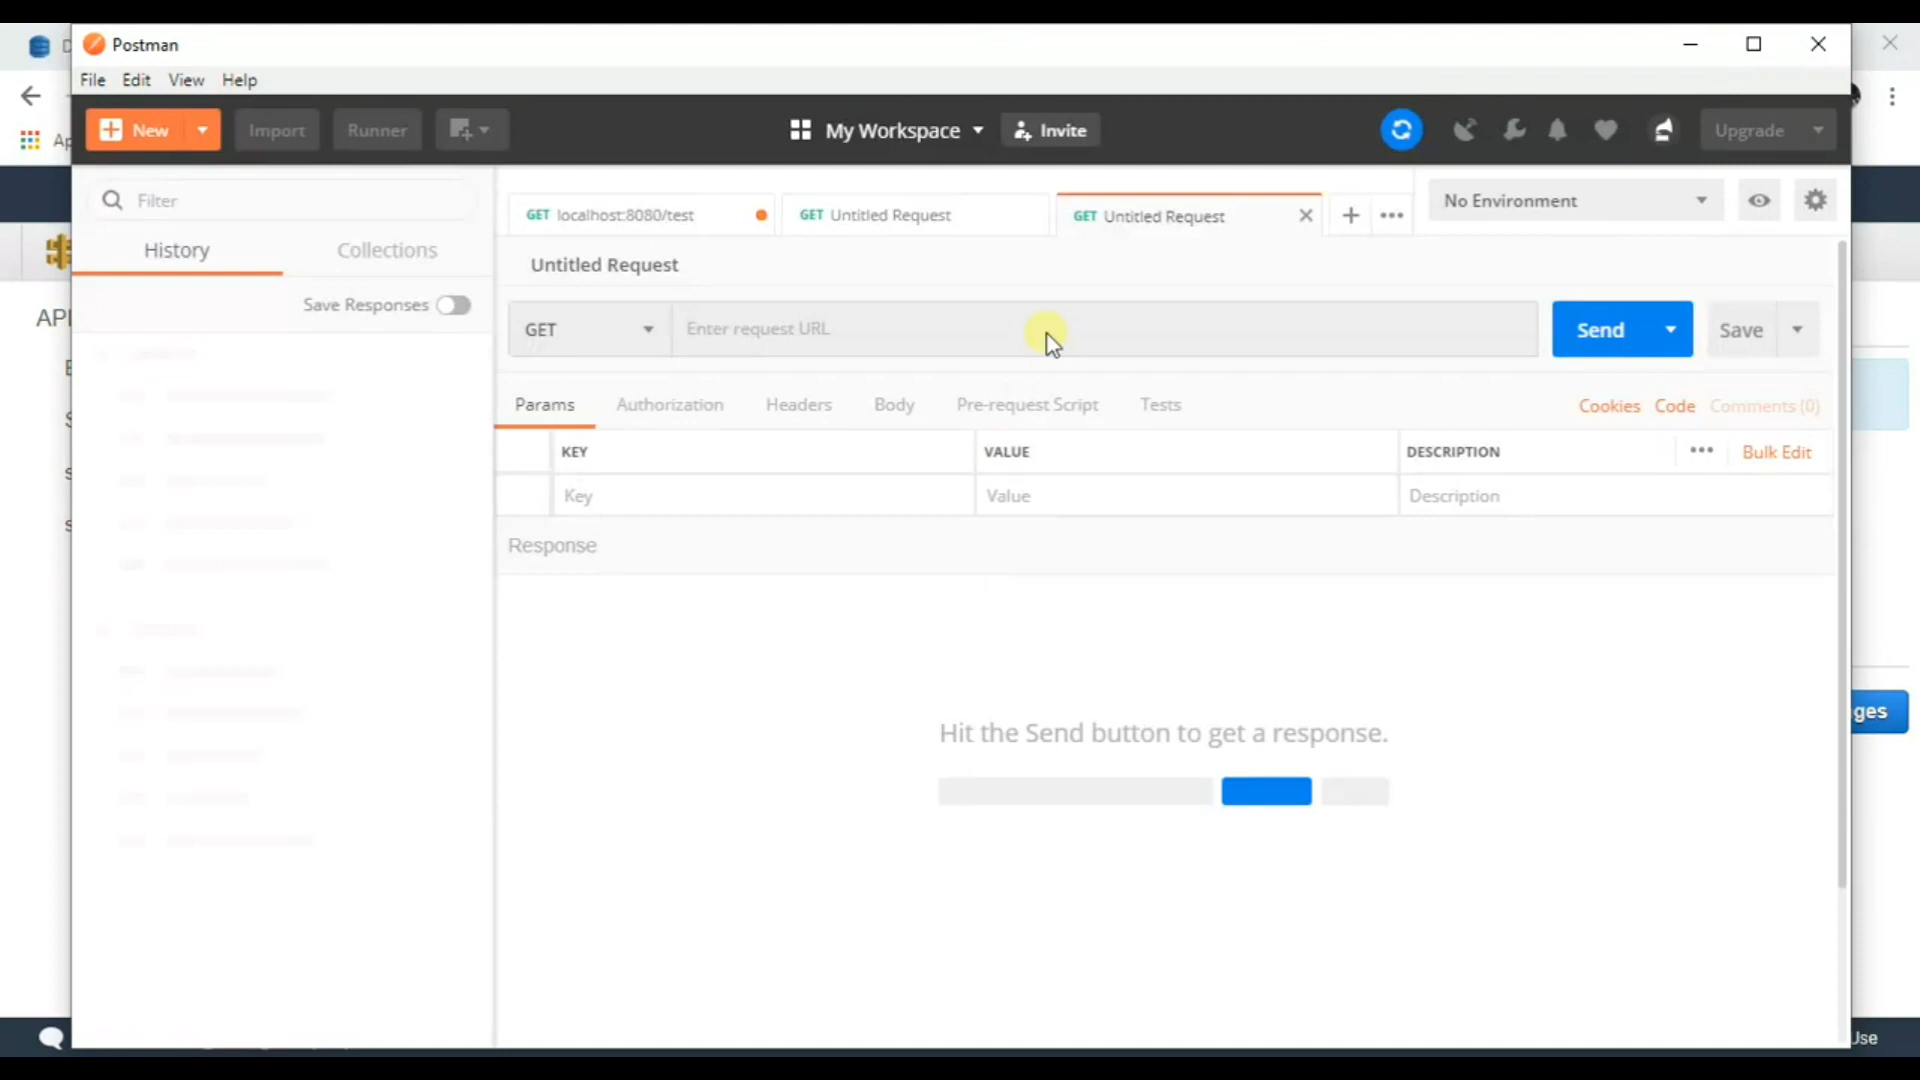 Postman
File Edit View Help
New Import Runner My Workspace Invite Upgrade
Filter
GET localhost:8080/test GET Untitled Request GET Untitled Request No Environment
History Collections
Untitled Request
Save Responses
GET Enter request URL Send Save
Params Authorization Headers Body Pre-request Script Tests Cookies Code Comments (0)
KEY VALUE DESCRIPTION Bulk Edit
Key Value Description
Response
Hit the Send button to get a response.